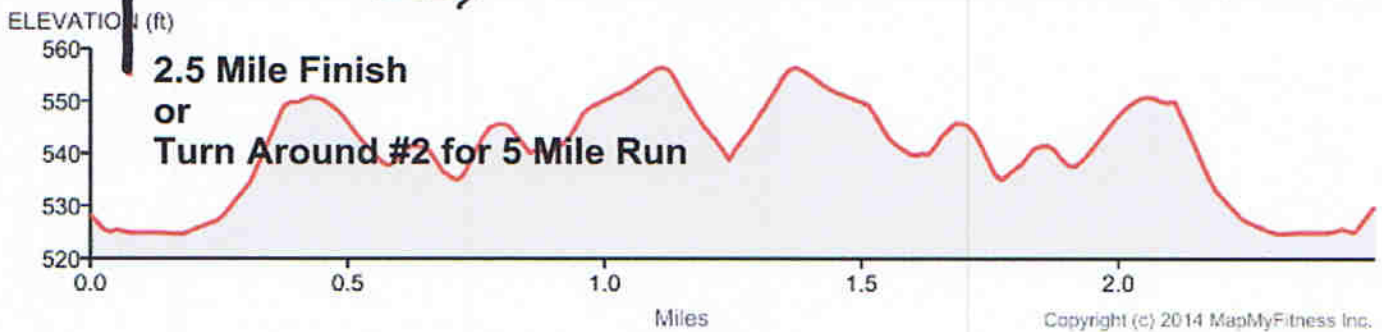 ELEVATION (ft)
560
2.5 Mile Finish
550
or
540
Turn Around #2 for 5 Mile Run
530
520
0.0 0.5 1.0 1.5 2.0
Miles
Copyright (c) 2014 MapMyFitness Inc.